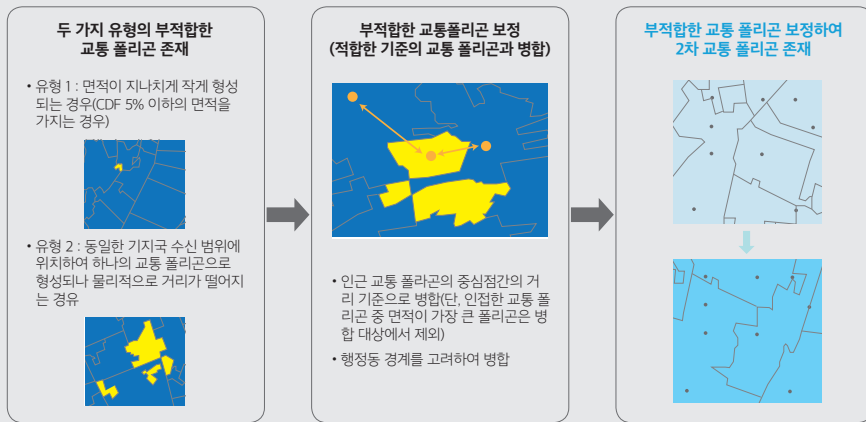 두 가지 유형의 부적합한
교통 폴리곤 존재
• 유형 1 : 면적이 지나치게 작게 형성
되는 경우(CDF 5% 이하의 면적을
가지는 경우)
• 유형 2 : 동일한 기지국 수신 범위에
위치하여 하나의 교통 폴리곤으로
형성되나 물리적으로 거리가 떨어지
는 경유
부적합한 교통폴리곤 보정
(적합한 기준의 교통 폴리곤과 병합)
• 인근 교통 폴라곤의 중심점간의 거
리 기준으로 병합(단, 인접한 교통 폴
리곤 중 면적이 가장 큰 폴리곤은 병
합 대상에서 제외)
• 행정동 경계를 고려하여 병합
부적합한 교통 폴리곤 보정하여
2차 교통 폴리곤 존재